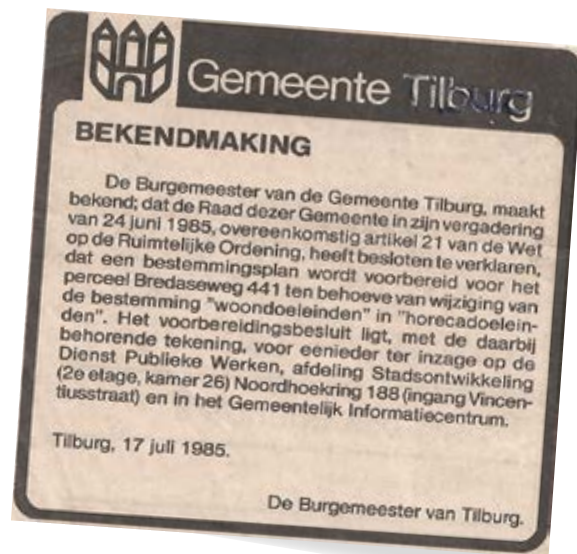 Gemeente Tilburg
BEKENDMAKING
De Burgemeester van de Gemeente Tilburg, maakt
bekend; dat de Raad dezer Gemeente in zijn vergadering
van 24 juni 1985, overeenkomstig artikel 21 van de Wet
op de Ruimtelijke Ordening, heeft besloten te verklaren,
dat een bestemmingsplan wordt voorbereid voor het
perceel Bredaseweg 441 ten behoeve van wijziging van
de bestemming "woondoeleinden" in "horecadoelein-
den". Het voorbereidingsbesluit ligt, met de daarbij
behorende tekening, voor eenieder ter inzage op de
Dienst Publieke Werken, afdeling Stadsontwikkeling
(2e etage, kamer 26) Noordhoekring 188 (ingang Vincen-
tiusstraat) en in het Gemeentelijk Informatiecentrum.
Tilburg, 17 juli 1985.
De Burgemeester van Tilburg.